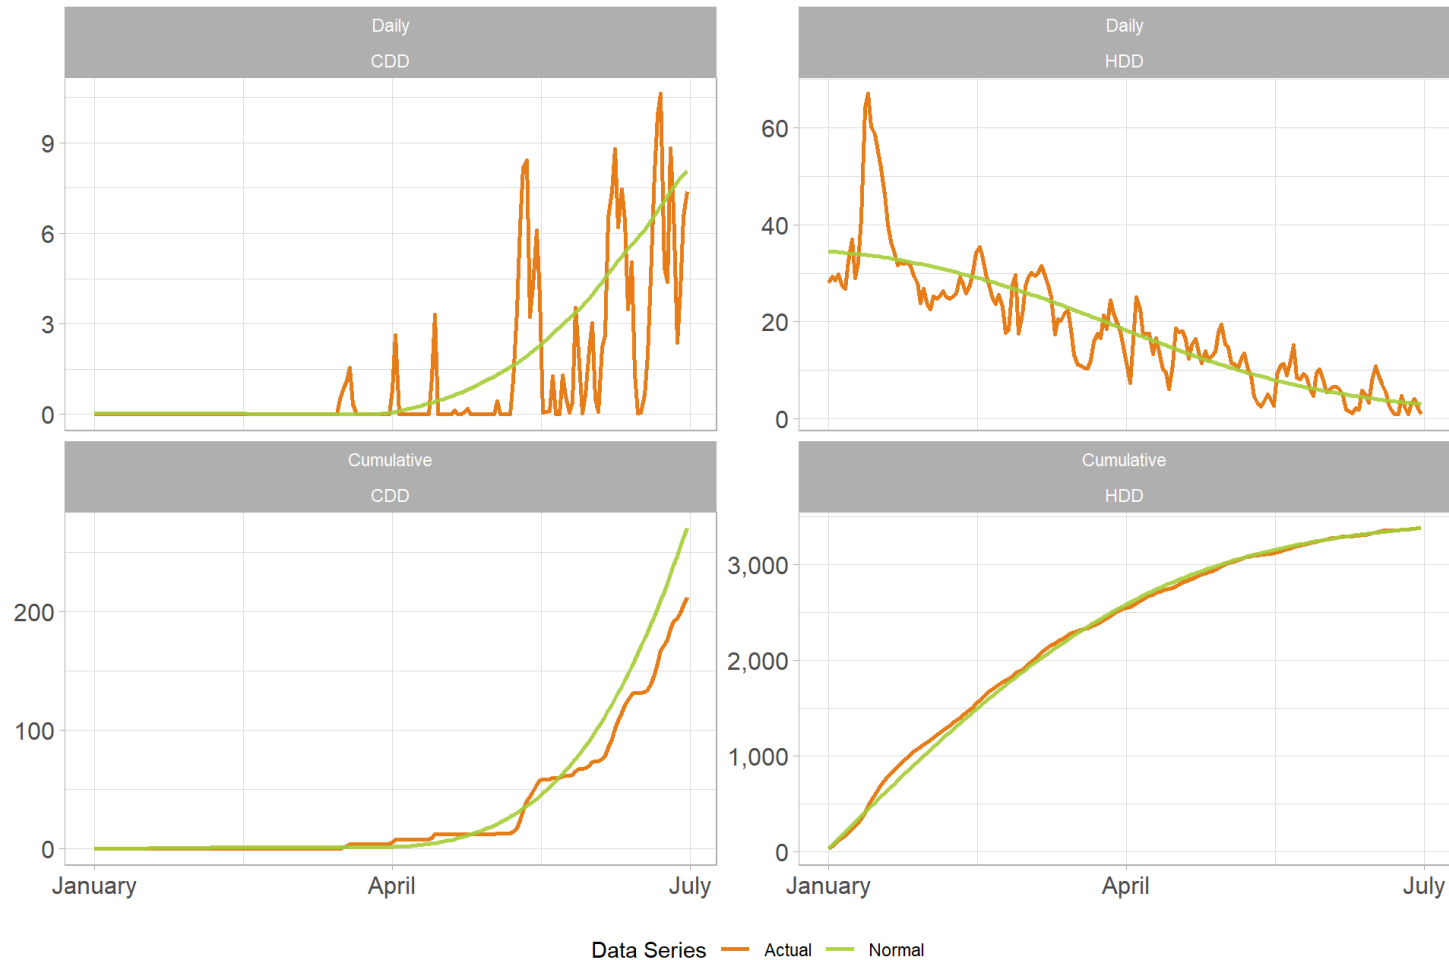 Daily
CDD
Daily
HDD
9
6
3
0
60
40
20
0
Cumulative
CDD
Cumulative
HDD
200
100
0
3,000
2,000
1,000
0
January April July
January April July
Data Series Actual Normal